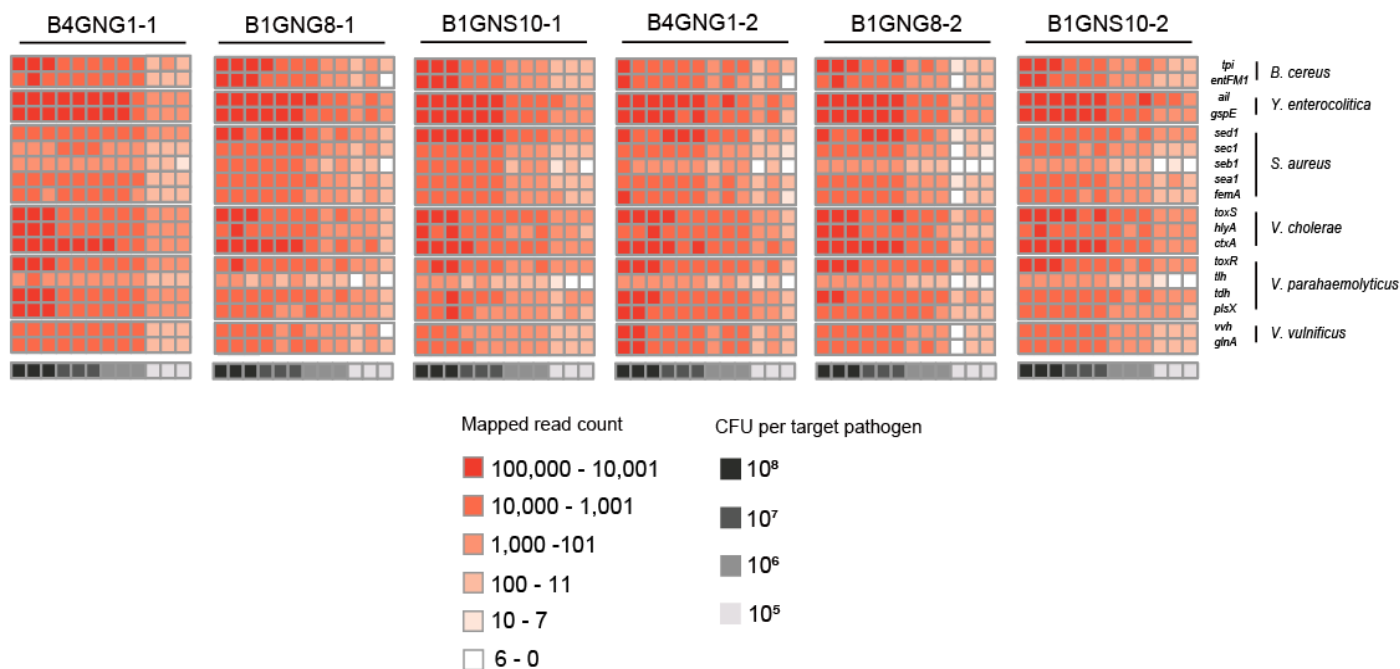 B4GNG1-1 B1GNG8-1 B1GNS10-1 B4GNG1-2 B1GNG8-2 B1GNS10-2
tpi
entFM1
B. cereus
ail
gspE
Y. enterocolitica
sed1
sec1
seb1
sea1
femA
S. aureus
toxS
hlyA
ctxA
V. cholerae
toxR
tlh
tdh
plsX
V. parahaemolyticus
vvh
glnA
V. vulnificus
Mapped read count
100,000 - 10,001
10,000 - 1,001
1,000 -101
100 - 11
10 - 7
6 - 0
CFU per target pathogen
10⁸
10⁷
10⁶
10⁵